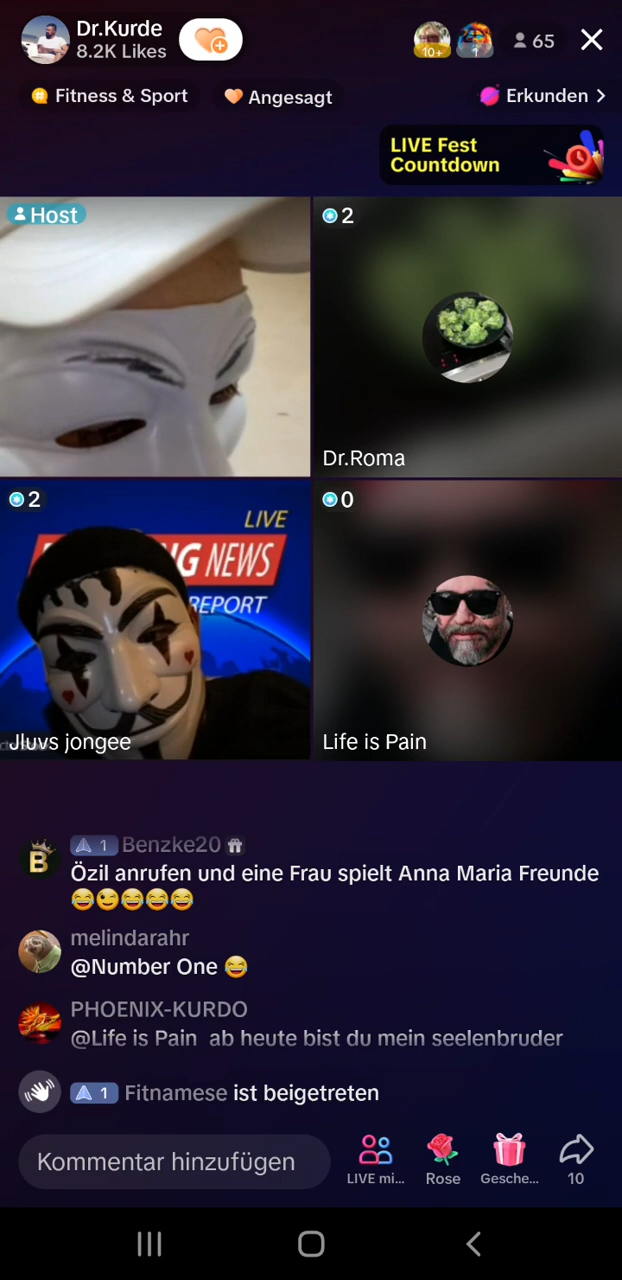 Dr.Kurde
8.2K Likes
10+
1
65
Fitness & Sport
Angesagt
Erkunden
LIVE Fest
Countdown
Host
2
Dr.Roma
2
LIVE
NG NEWS
REPORT
Jluvs jongee
0
Life is Pain
B
1 Benzke20
Özil anrufen und eine Frau spielt Anna Maria Freunde
😂😉😂😂😂
melindarahr
@Number One 😂
PHOENIX-KURDO
@Life is Pain ab heute bist du mein seelenbruder
1 Fitnamese ist beigetreten
Kommentar hinzufügen
LIVE mi...
Rose
Gesche...
10